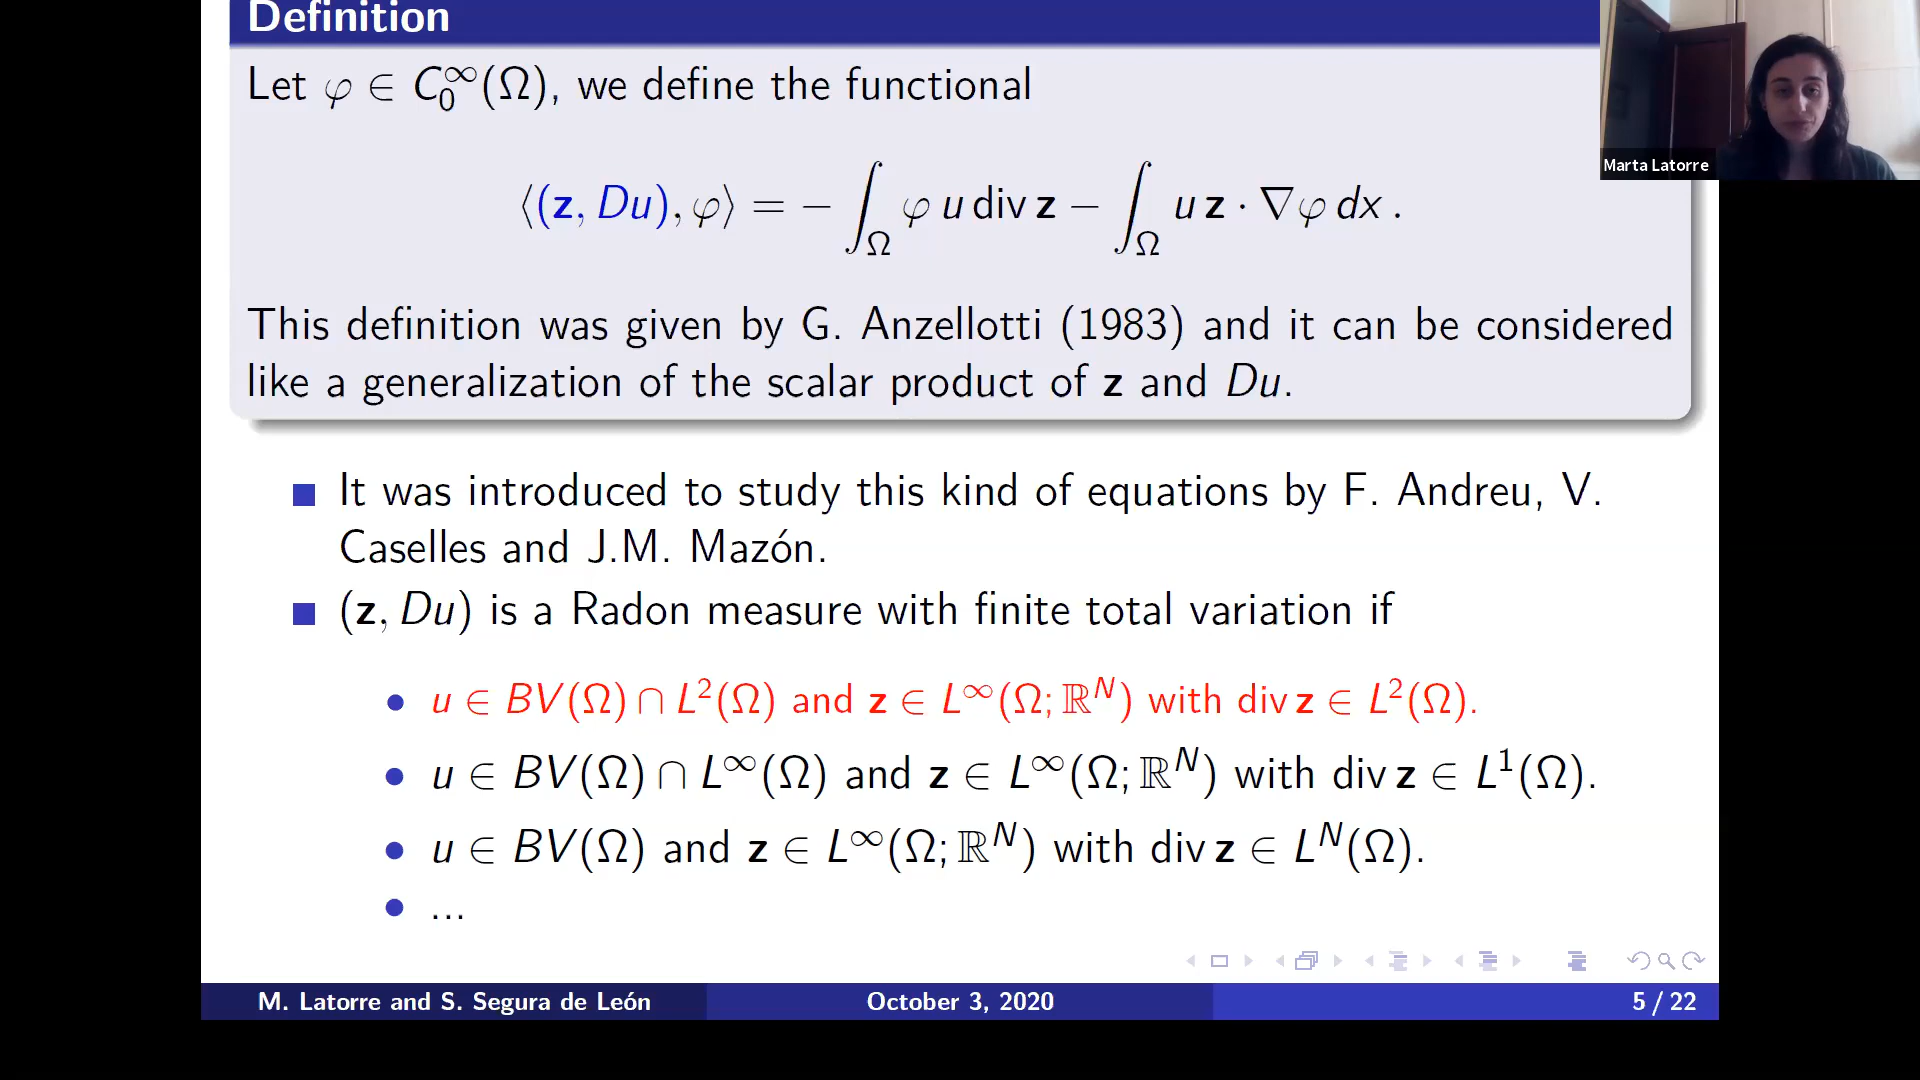 Definition
Let φ ∈ C₀^∞(Ω), we define the functional
⟨(z, Du), φ⟩ = − ∫_Ω φ u div z − ∫_Ω u z · ∇φ dx .
This definition was given by G. Anzellotti (1983) and it can be considered
like a generalization of the scalar product of z and Du.
It was introduced to study this kind of equations by F. Andreu, V.
Caselles and J.M. Mazón.
(z, Du) is a Radon measure with finite total variation if
u ∈ BV(Ω) ∩ L²(Ω) and z ∈ L^∞(Ω; ℝ^N) with div z ∈ L²(Ω).
u ∈ BV(Ω) ∩ L^∞(Ω) and z ∈ L^∞(Ω; ℝ^N) with div z ∈ L¹(Ω).
u ∈ BV(Ω) and z ∈ L^∞(Ω; ℝ^N) with div z ∈ L^N(Ω).
...
M. Latorre and S. Segura de León
October 3, 2020
5 / 22
Marta Latorre